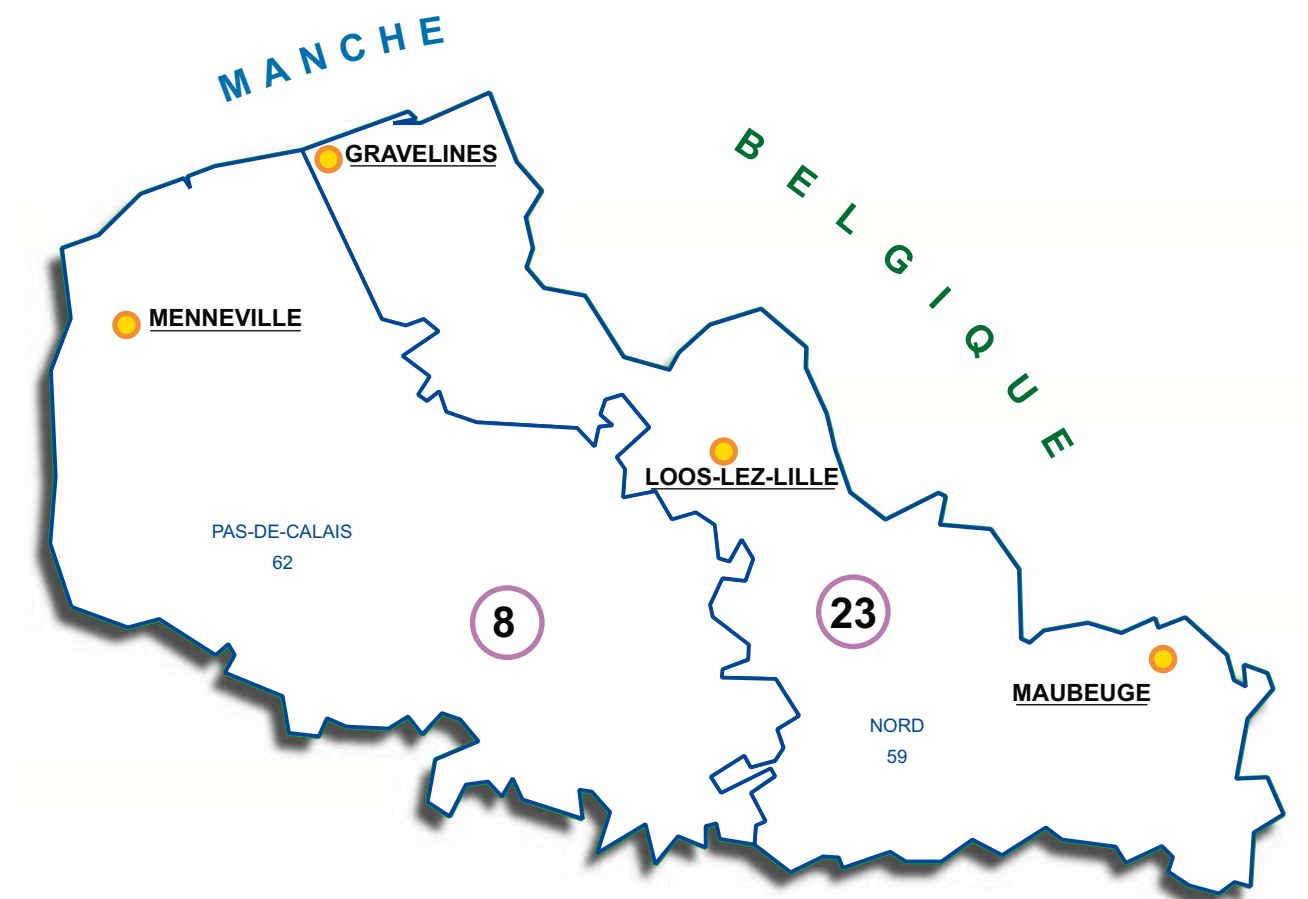 MANCHE
BELGIQUE
GRAVELINES
MENNEVILLE
LOOS-LEZ-LILLE
PAS-DE-CALAIS
62
8
23
MAUBEUGE
NORD
59